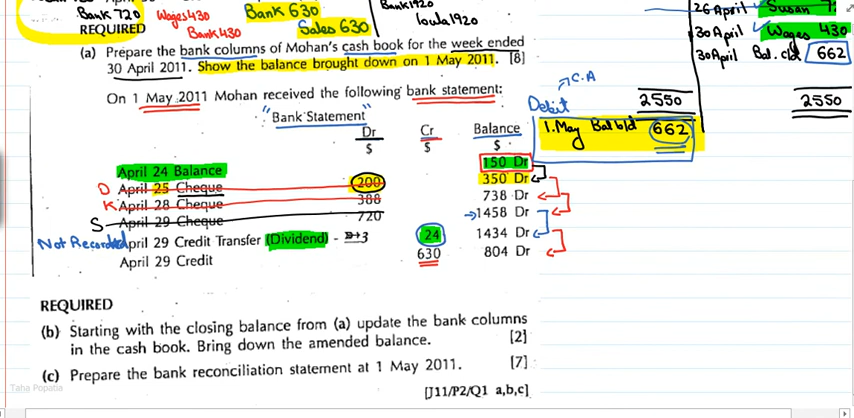 Bank 720 Wages 430 Bank 630 Bank 1920
Bank 430 Sales 630 Loula 1920
REQUIRED
(a) Prepare the bank columns of Mohan's cash book for the week ended
30 April 2011. Show the balance brought down on 1 May 2011. [8]
26 April Susan
30 April Wages 430
30 April Bal. c/d 662
2550 2550
Debit C.A
1. May Bal b/d 662
On 1 May 2011 Mohan received the following bank statement:
"Bank Statement"
Dr Cr Balance
$ $ $
April 24 Balance 150 Dr
D April 25 Cheque 200 350 Dr
K April 28 Cheque 388 738 Dr
S April 29 Cheque 720 1458 Dr
Not Recorded April 29 Credit Transfer (Dividend) 24 1434 Dr
April 29 Credit 630 804 Dr
REQUIRED
(b) Starting with the closing balance from (a) update the bank columns
in the cash book. Bring down the amended balance. [2]
(c) Prepare the bank reconciliation statement at 1 May 2011. [7]
Taha Popatia
[J11/P2/Q1 a,b,c]